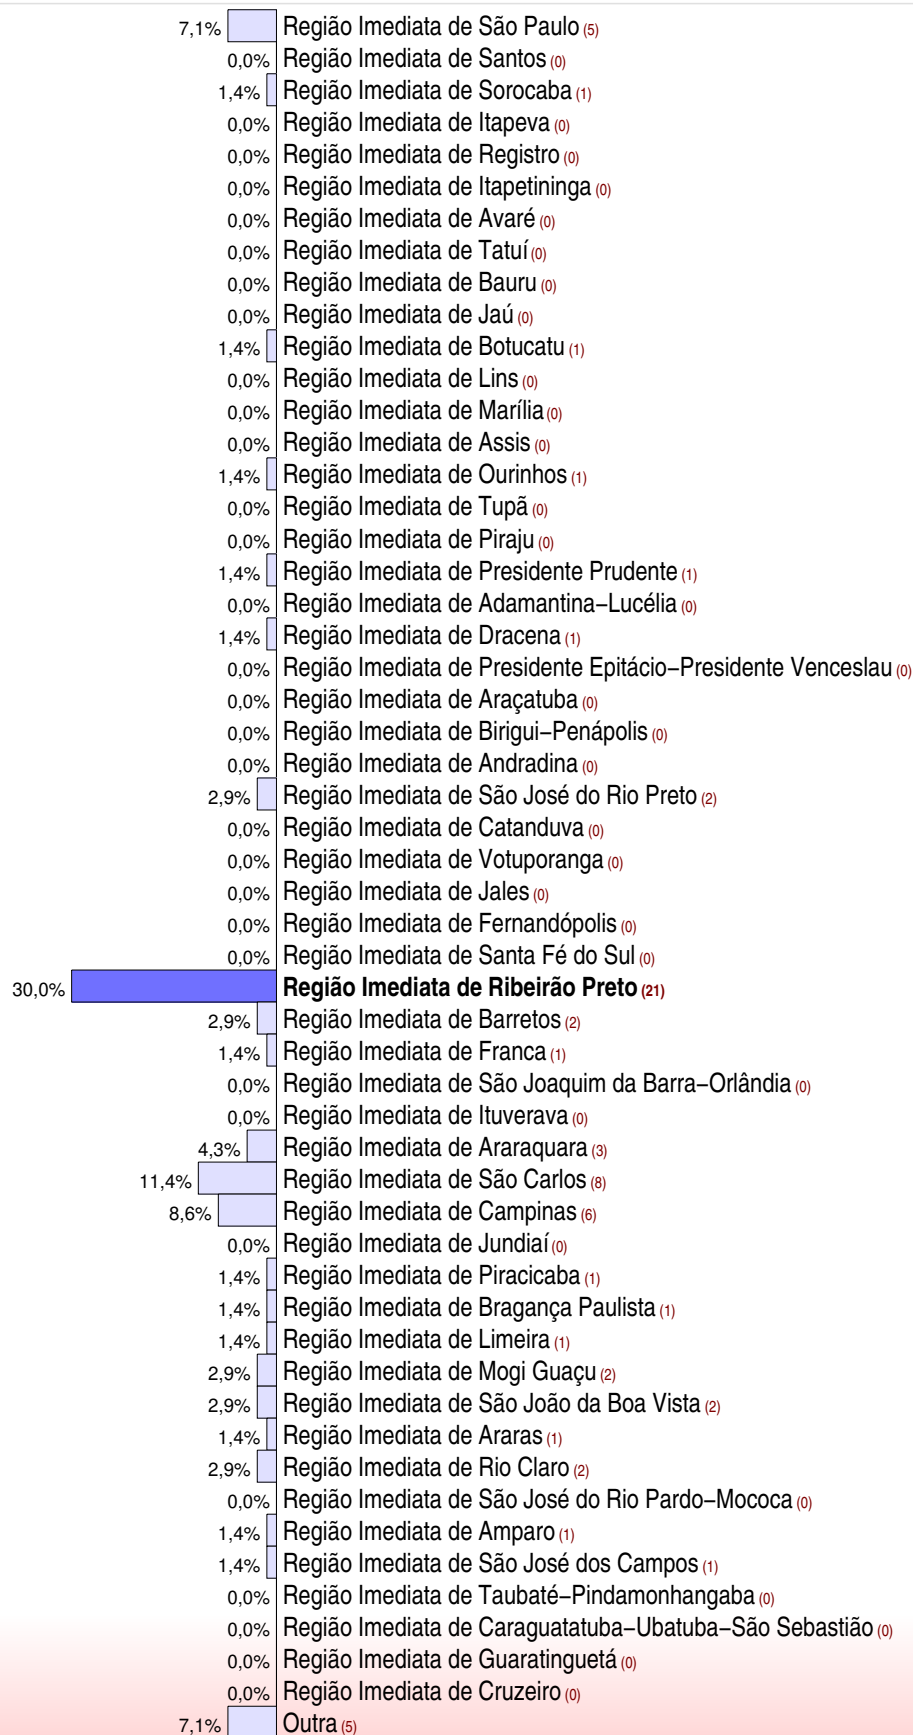 7,1% Região Imediata de São Paulo (5)
0,0% Região Imediata de Santos (0)
1,4% Região Imediata de Sorocaba (1)
0,0% Região Imediata de Itapeva (0)
0,0% Região Imediata de Registro (0)
0,0% Região Imediata de Itapetininga (0)
0,0% Região Imediata de Avaré (0)
0,0% Região Imediata de Tatuí (0)
0,0% Região Imediata de Bauru (0)
0,0% Região Imediata de Jaú (0)
1,4% Região Imediata de Botucatu (1)
0,0% Região Imediata de Lins (0)
0,0% Região Imediata de Marília (0)
0,0% Região Imediata de Assis (0)
1,4% Região Imediata de Ourinhos (1)
0,0% Região Imediata de Tupã (0)
0,0% Região Imediata de Piraju (0)
1,4% Região Imediata de Presidente Prudente (1)
0,0% Região Imediata de Adamantina–Lucélia (0)
1,4% Região Imediata de Dracena (1)
0,0% Região Imediata de Presidente Epitácio–Presidente Venceslau (0)
0,0% Região Imediata de Araçatuba (0)
0,0% Região Imediata de Birigui–Penápolis (0)
0,0% Região Imediata de Andradina (0)
2,9% Região Imediata de São José do Rio Preto (2)
0,0% Região Imediata de Catanduva (0)
0,0% Região Imediata de Votuporanga (0)
0,0% Região Imediata de Jales (0)
0,0% Região Imediata de Fernandópolis (0)
0,0% Região Imediata de Santa Fé do Sul (0)
30,0% Região Imediata de Ribeirão Preto (21)
2,9% Região Imediata de Barretos (2)
1,4% Região Imediata de Franca (1)
0,0% Região Imediata de São Joaquim da Barra–Orlândia (0)
0,0% Região Imediata de Ituverava (0)
4,3% Região Imediata de Araraquara (3)
11,4% Região Imediata de São Carlos (8)
8,6% Região Imediata de Campinas (6)
0,0% Região Imediata de Jundiaí (0)
1,4% Região Imediata de Piracicaba (1)
1,4% Região Imediata de Bragança Paulista (1)
1,4% Região Imediata de Limeira (1)
2,9% Região Imediata de Mogi Guaçu (2)
2,9% Região Imediata de São João da Boa Vista (2)
1,4% Região Imediata de Araras (1)
2,9% Região Imediata de Rio Claro (2)
0,0% Região Imediata de São José do Rio Pardo–Mococa (0)
1,4% Região Imediata de Amparo (1)
1,4% Região Imediata de São José dos Campos (1)
0,0% Região Imediata de Taubaté–Pindamonhangaba (0)
0,0% Região Imediata de Caraguatatuba–Ubatuba–São Sebastião (0)
0,0% Região Imediata de Guaratinguetá (0)
0,0% Região Imediata de Cruzeiro (0)
7,1% Outra (5)